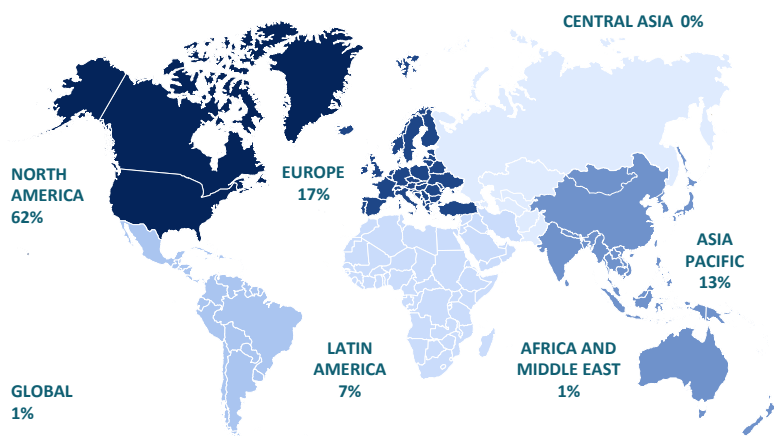 CENTRAL ASIA  0%
NORTH
AMERICA
62%
EUROPE
17%
ASIA
PACIFIC
13%
LATIN
AMERICA
7%
AFRICA AND
MIDDLE EAST
1%
GLOBAL
1%